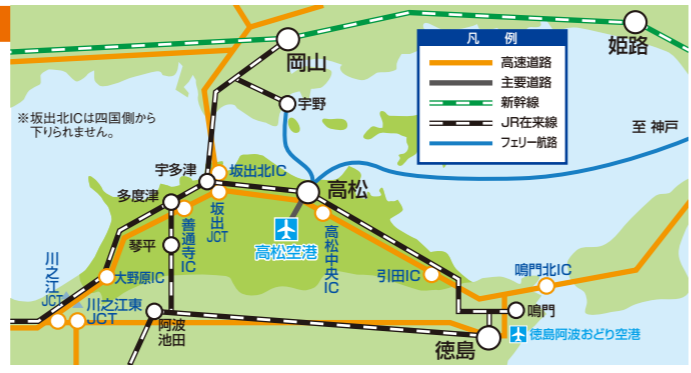 岡山
姫路
凡 例
高速道路
主要道路
新幹線
JR在来線
フェリー航路
宇野
※坂出北ICは四国側から
下りられません。
至 神戸
宇多津
坂出北IC
多度津
高松
坂出
JCT
善通寺
IC
高松空港
高松
中央
IC
琴平
川之江
JCT
大野原IC
引田IC
鳴門北IC
川之江東
JCT
阿波
池田
鳴門
徳島
徳島阿波おどり空港